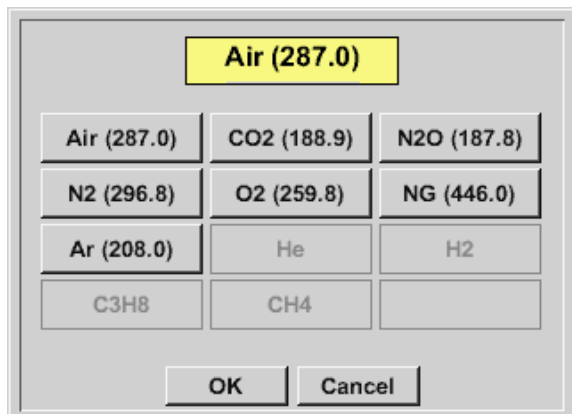 Air (287.0)
Air (287.0) CO2 (188.9) N2O (187.8)
N2 (296.8) O2 (259.8) NG (446.0)
Ar (208.0) He H2
C3H8 CH4
OK Cancel